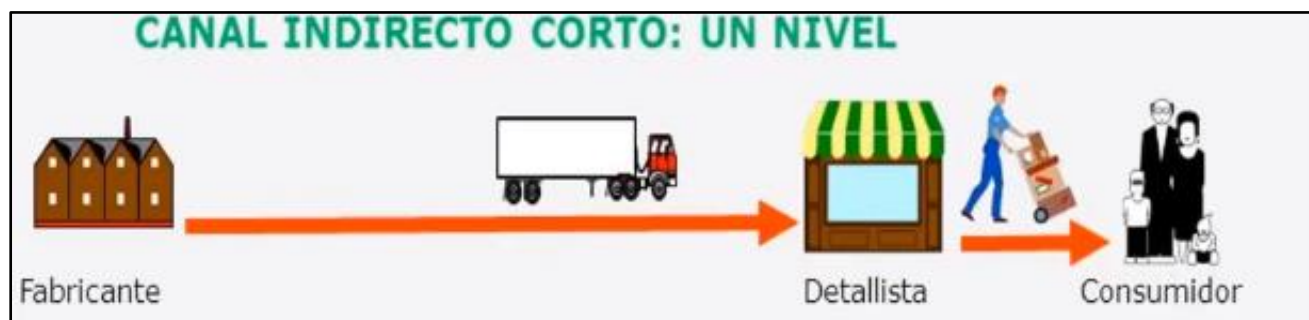 CANAL INDIRECTO CORTO: UN NIVEL
Fabricante
Detallista
Consumidor